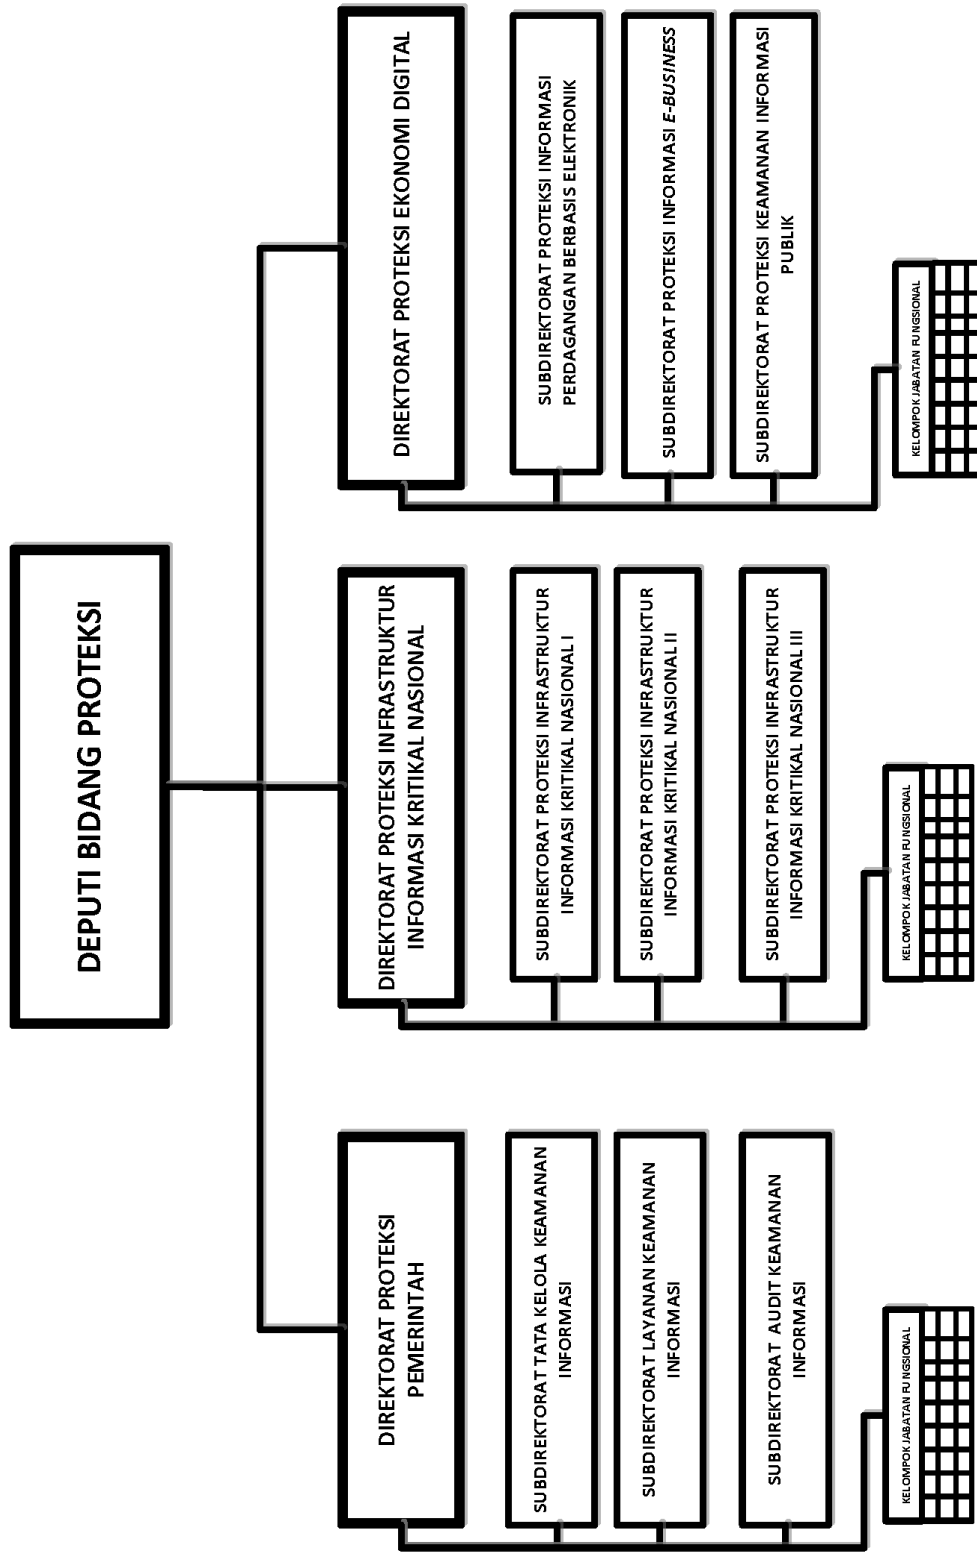 DEPUTI BIDANG PROTEKSI
DIREKTORAT PROTEKSI
PEMERINTAH
SUBDIREKTORAT TATA KELOLA KEAMANAN
INFORMASI
SUBDIREKTORAT LAYANAN KEAMANAN
INFORMASI
SUBDIREKTORAT AUDIT KEAMANAN
INFORMASI
KELOMPOK JABATAN FUNGSIONAL
DIREKTORAT PROTEKSI INFRASTRUKTUR
INFORMASI KRITIKAL NASIONAL
SUBDIREKTORAT PROTEKSI INFRASTRUKTUR
INFORMASI KRITIKAL NASIONAL I
SUBDIREKTORAT PROTEKSI INFRASTRUKTUR
INFORMASI KRITIKAL NASIONAL II
SUBDIREKTORAT PROTEKSI INFRASTRUKTUR
INFORMASI KRITIKAL NASIONAL III
KELOMPOK JABATAN FUNGSIONAL
DIREKTORAT PROTEKSI EKONOMI DIGITAL
SUBDIREKTORAT PROTEKSI INFORMASI
PERDAGANGAN BERBASIS ELEKTRONIK
SUBDIREKTORAT PROTEKSI INFORMASI E-BUSINESS
SUBDIREKTORAT PROTEKSI KEAMANAN INFORMASI
PUBLIK
KELOMPOK JABATAN FUNGSIONAL